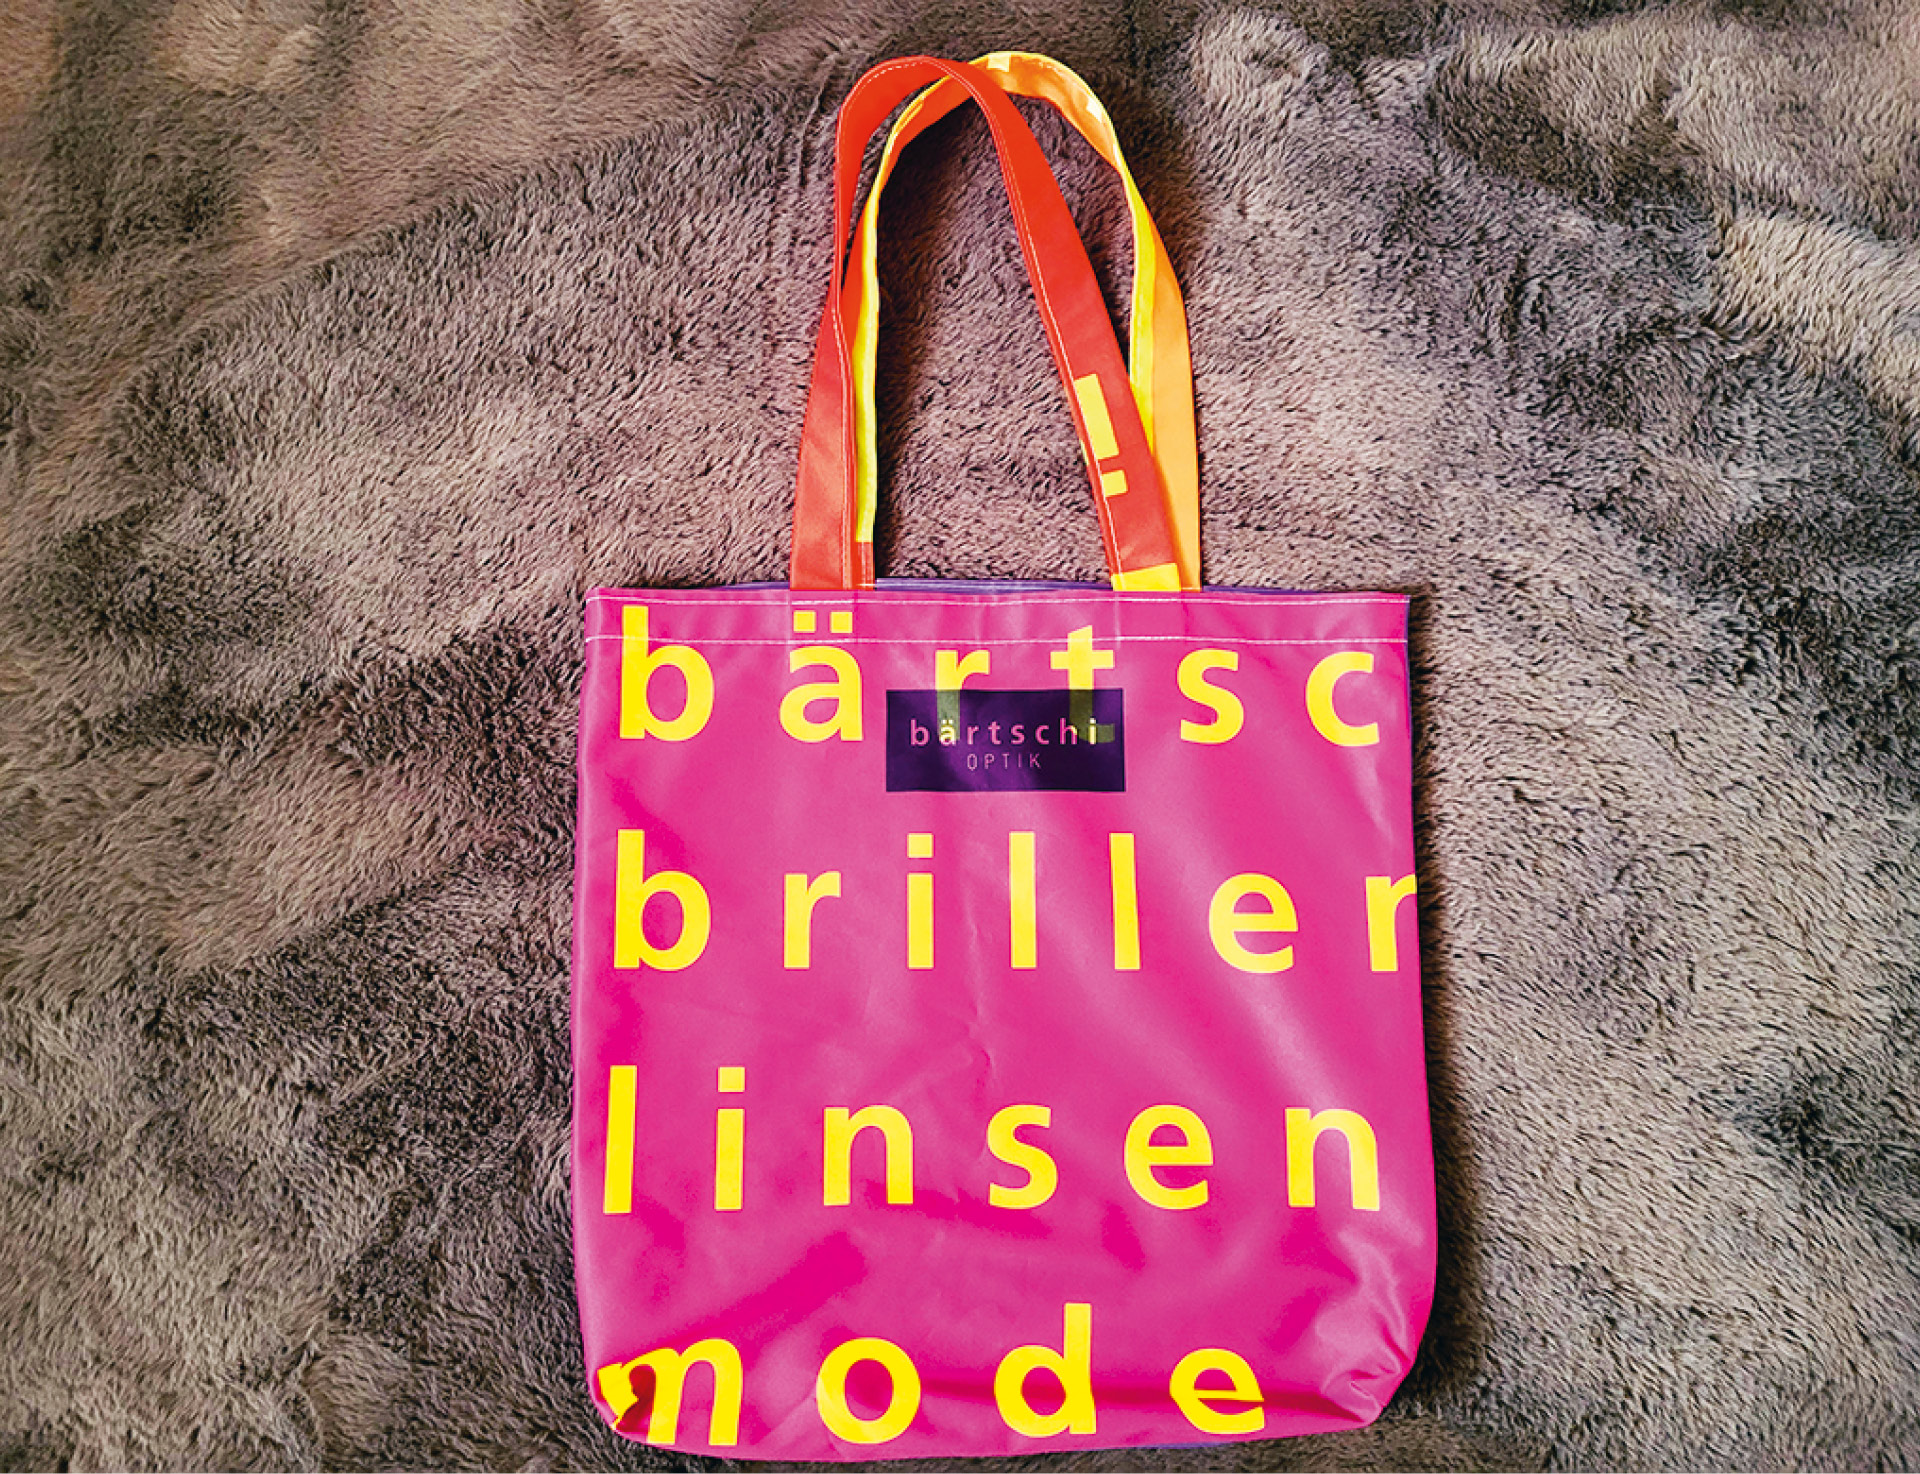 !
bärtsc
bärtschi
OPTIK
briller
linsen
mode